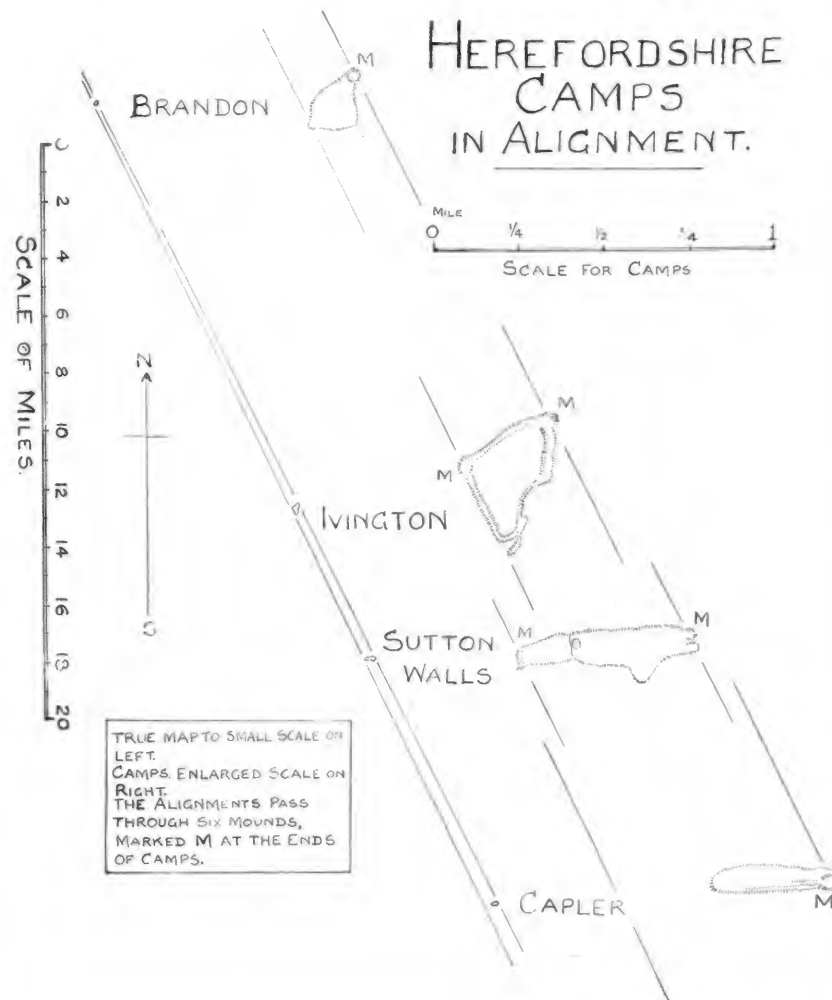 HEREFORDSHIRE
CAMPS
IN ALIGNMENT.
M
BRANDON
MILE
0 1/4 1/2 3/4 1
SCALE FOR CAMPS
0 2 4 6 8 10 12 14 16 18 20
SCALE OF MILES.
N
S
M
M
IVINGTON
M
M
SUTTON
WALLS
TRUE MAP TO SMALL SCALE ON
LEFT.
CAMPS. ENLARGED SCALE ON
RIGHT.
THE ALIGNMENTS PASS
THROUGH SIX MOUNDS,
MARKED M AT THE ENDS
OF CAMPS.
CAPLER
M